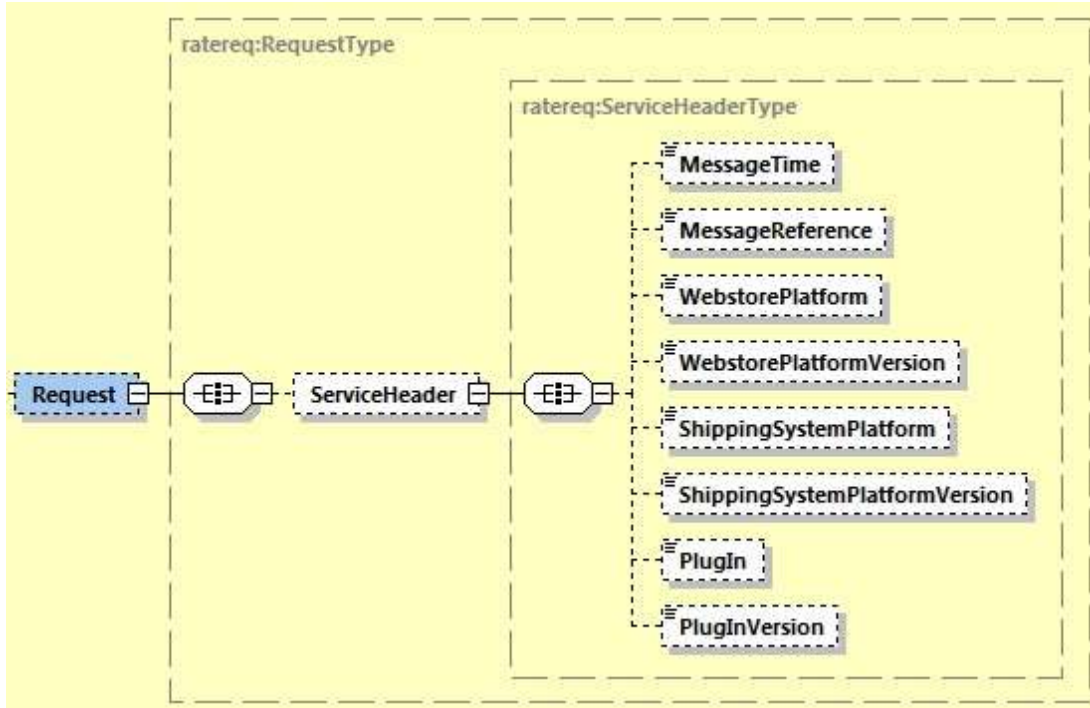 ratereq:RequestType
ratereq:ServiceHeaderType
MessageTime
MessageReference
WebstorePlatform
WebstorePlatformVersion
Request
ServiceHeader
ShippingSystemPlatform
ShippingSystemPlatformVersion
PlugIn
PlugInVersion